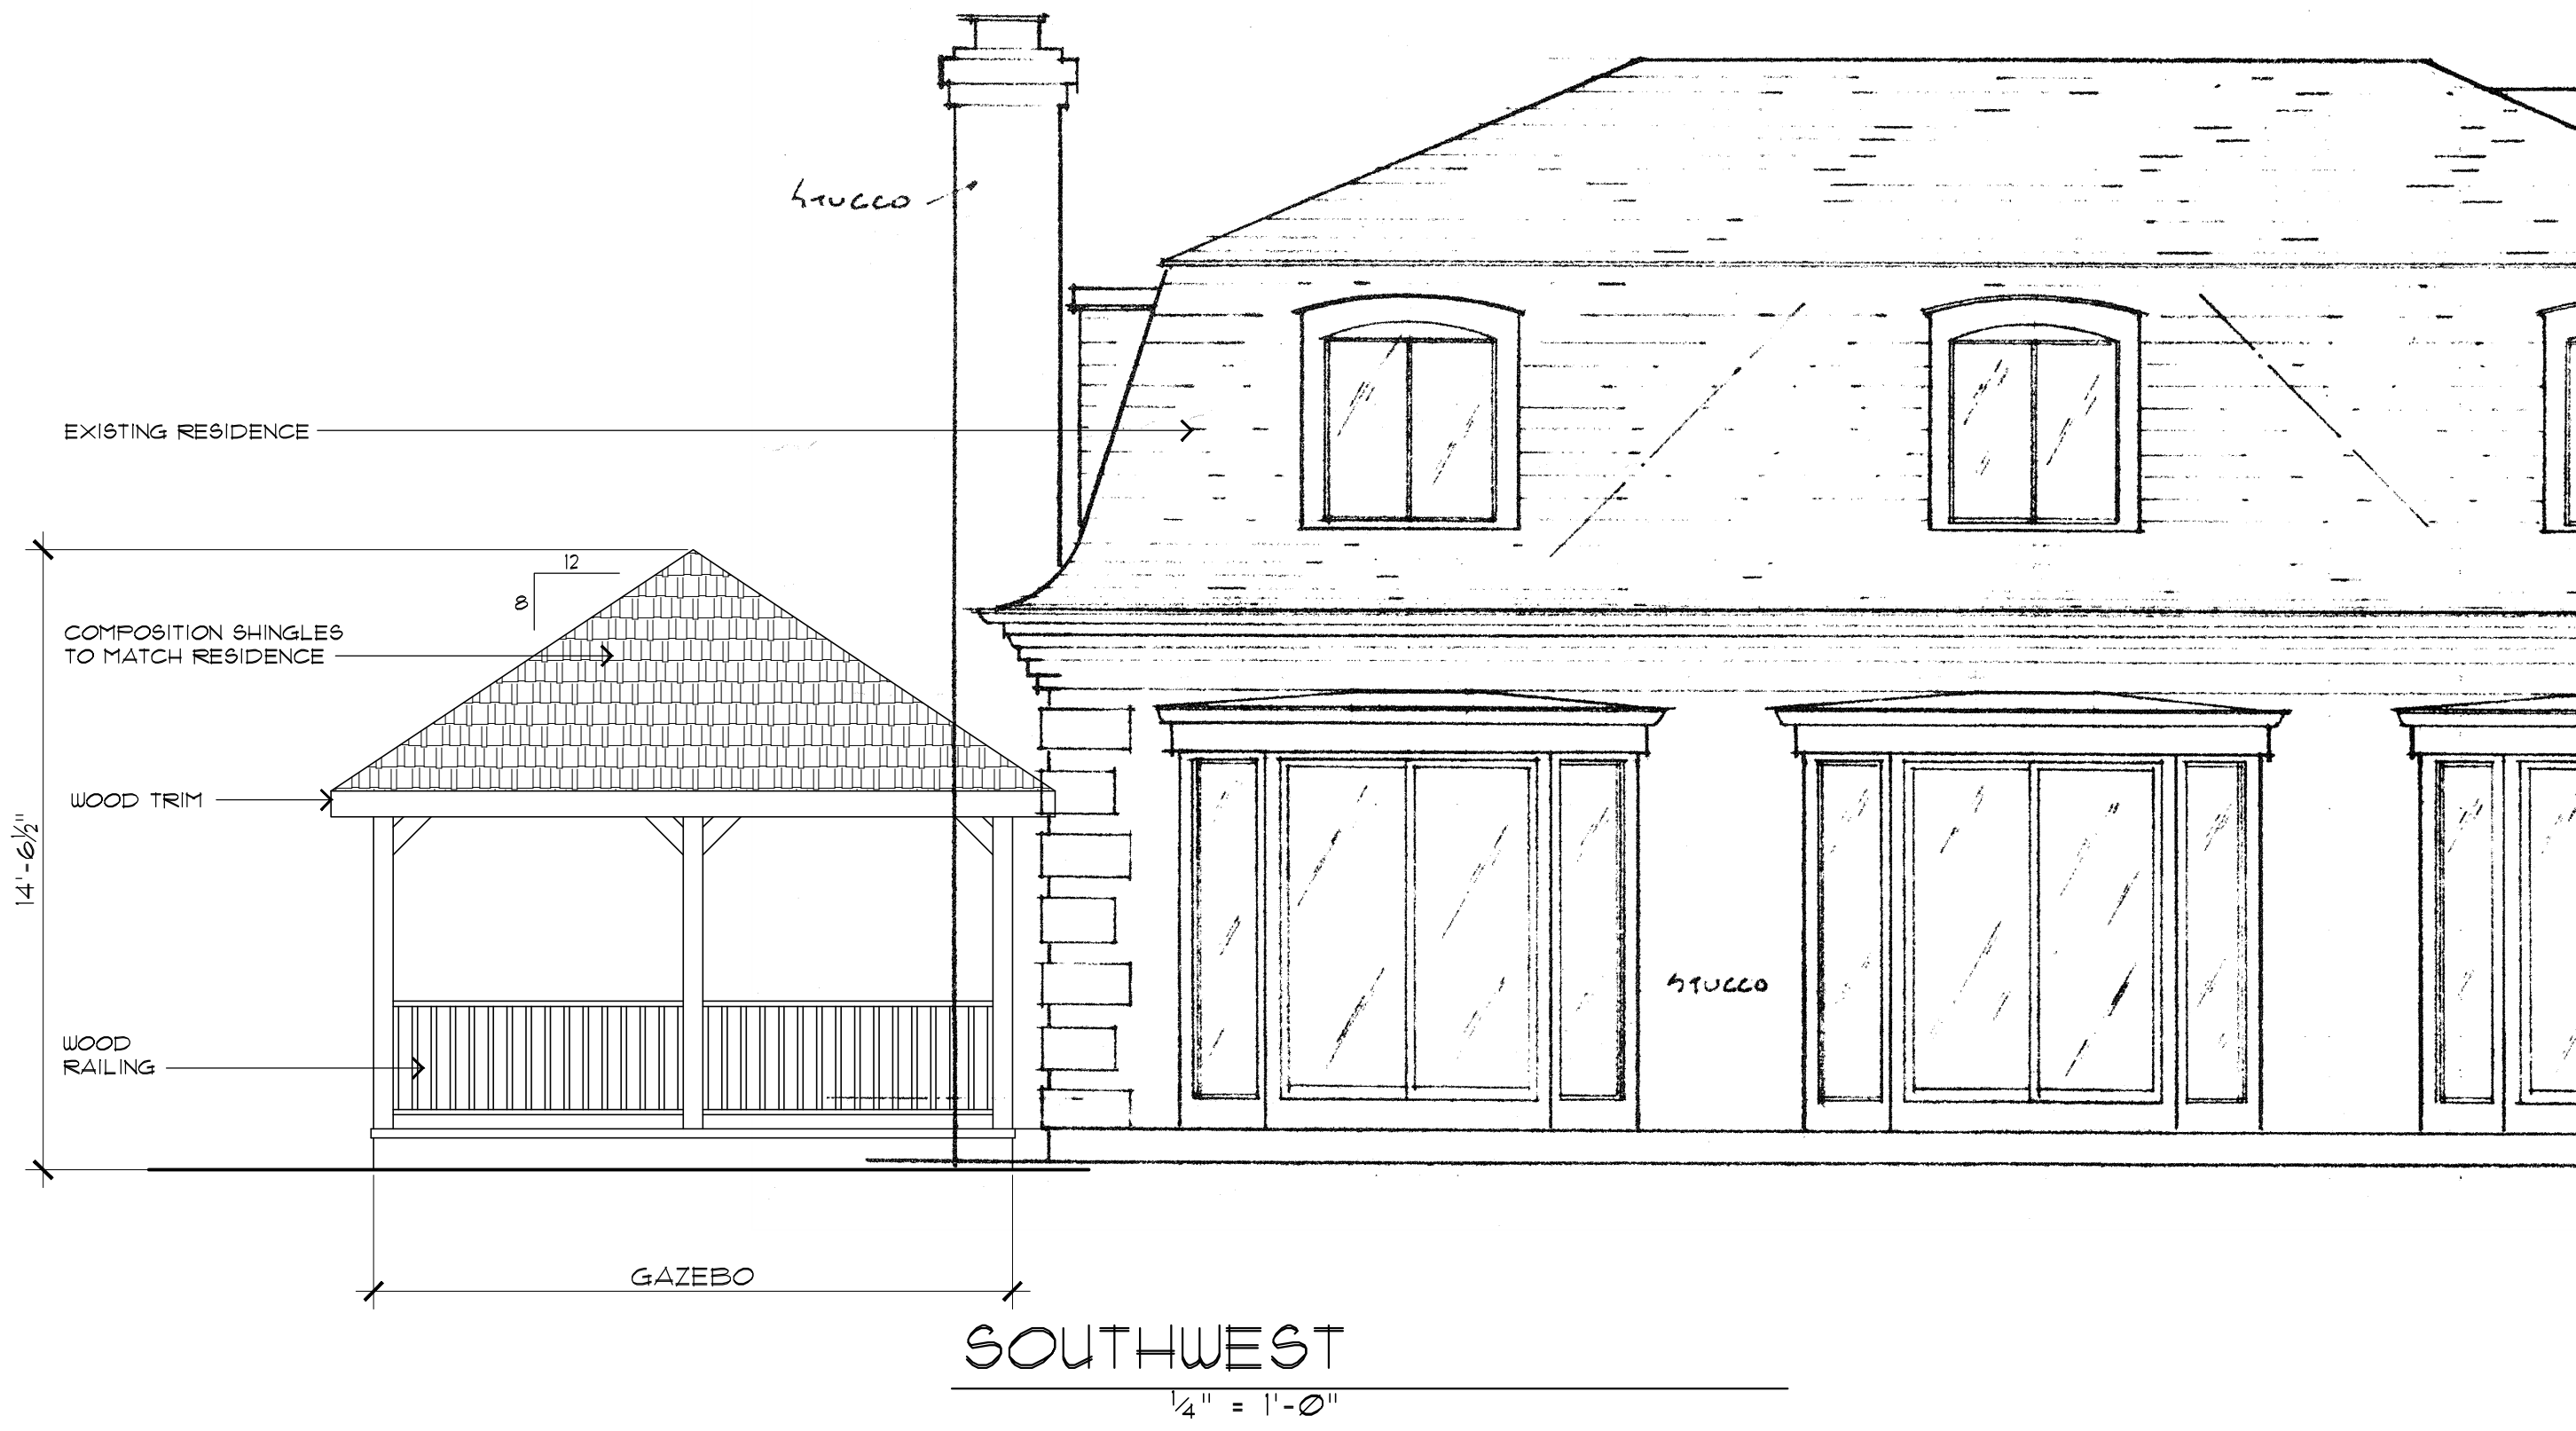 STUCCO
EXISTING RESIDENCE
12
8
COMPOSITION SHINGLES
TO MATCH RESIDENCE
WOOD TRIM
14'-6½"
STUCCO
WOOD
RAILING
GAZEBO
SOUTHWEST
¼" = 1'-0"